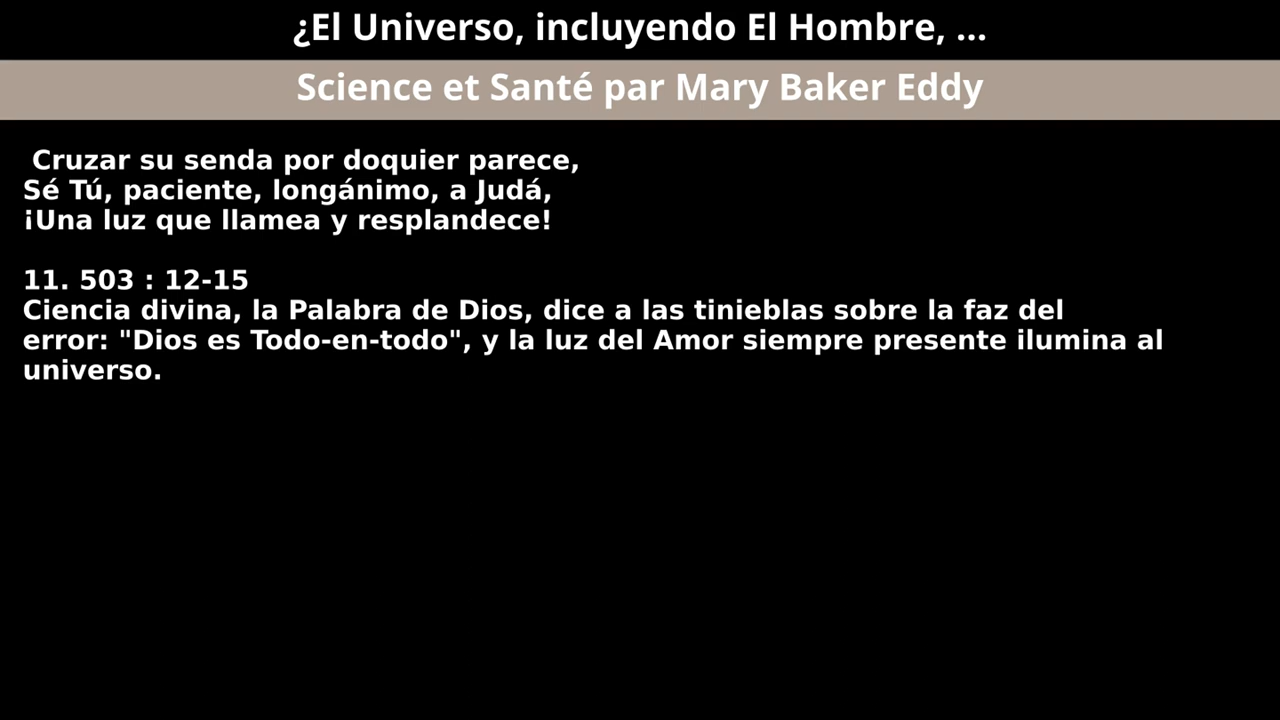 ¿El Universo, incluyendo El Hombre, ...
Science et Santé par Mary Baker Eddy
Cruzar su senda por doquier parece,
Sé Tú, paciente, longánimo, a Judá,
¡Una luz que llamea y resplandece!
11. 503 : 12-15
Ciencia divina, la Palabra de Dios, dice a las tinieblas sobre la faz del
error: "Dios es Todo-en-todo", y la luz del Amor siempre presente ilumina al
universo.